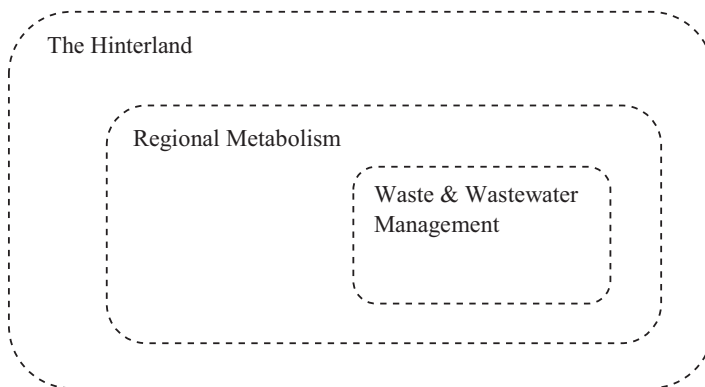 The Hinterland
Regional Metabolism
Waste & Wastewater
Management